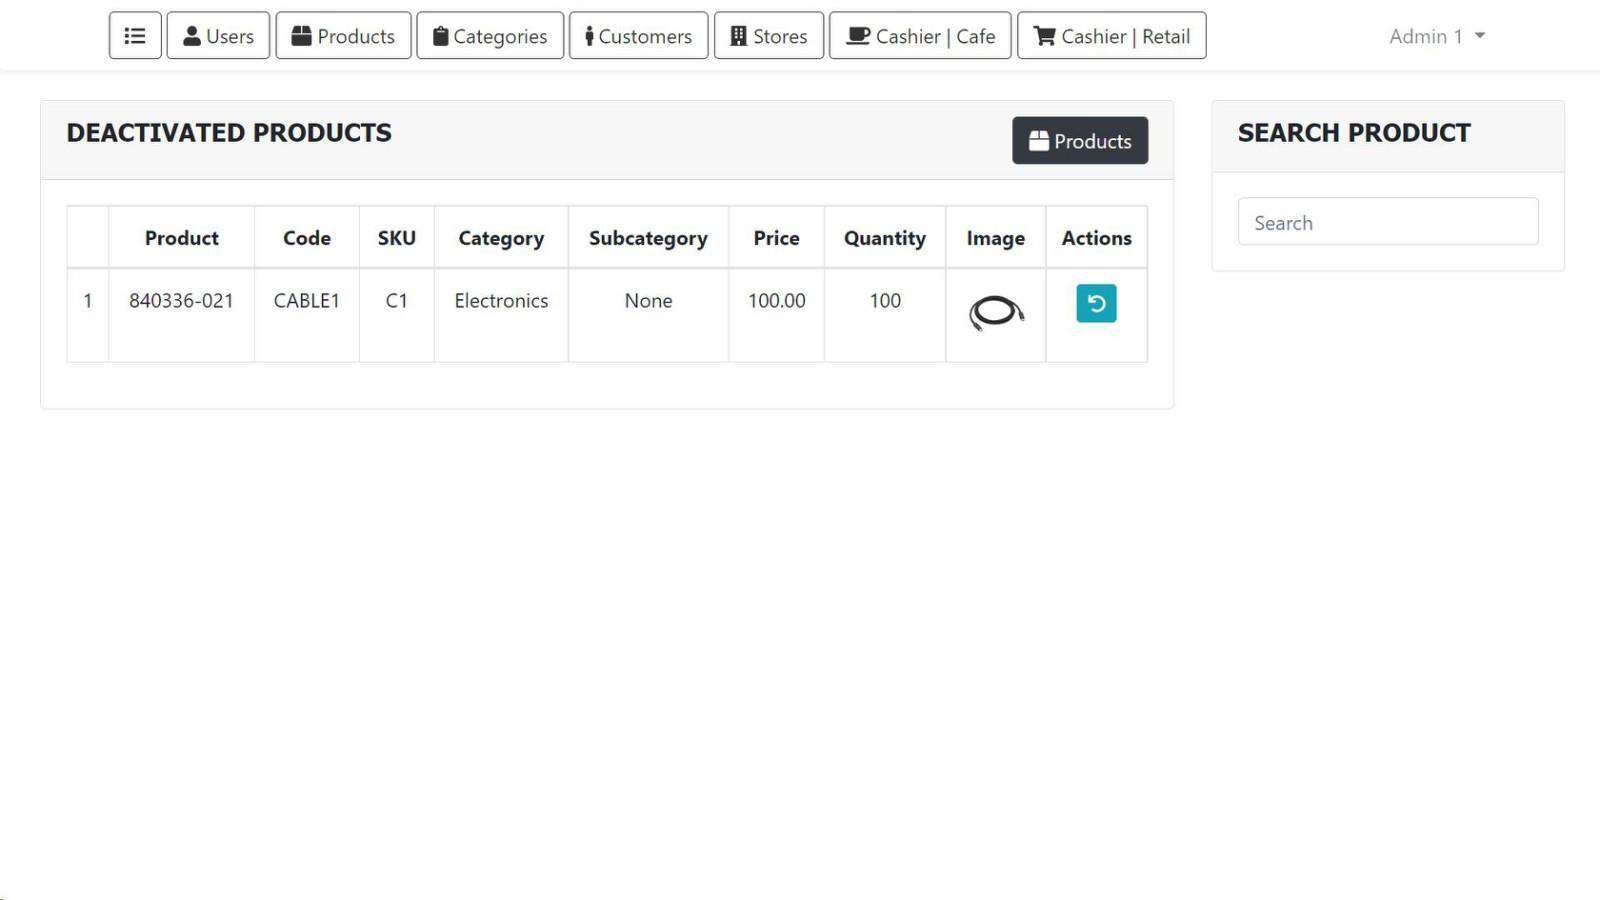 Users Products Categories Customers Stores Cashier | Cafe Cashier | Retail Admin 1
DEACTIVATED PRODUCTS
Products
Product Code SKU Category Subcategory Price Quantity Image Actions
1 840336-021 CABLE1 C1 Electronics None 100.00 100
SEARCH PRODUCT
Search